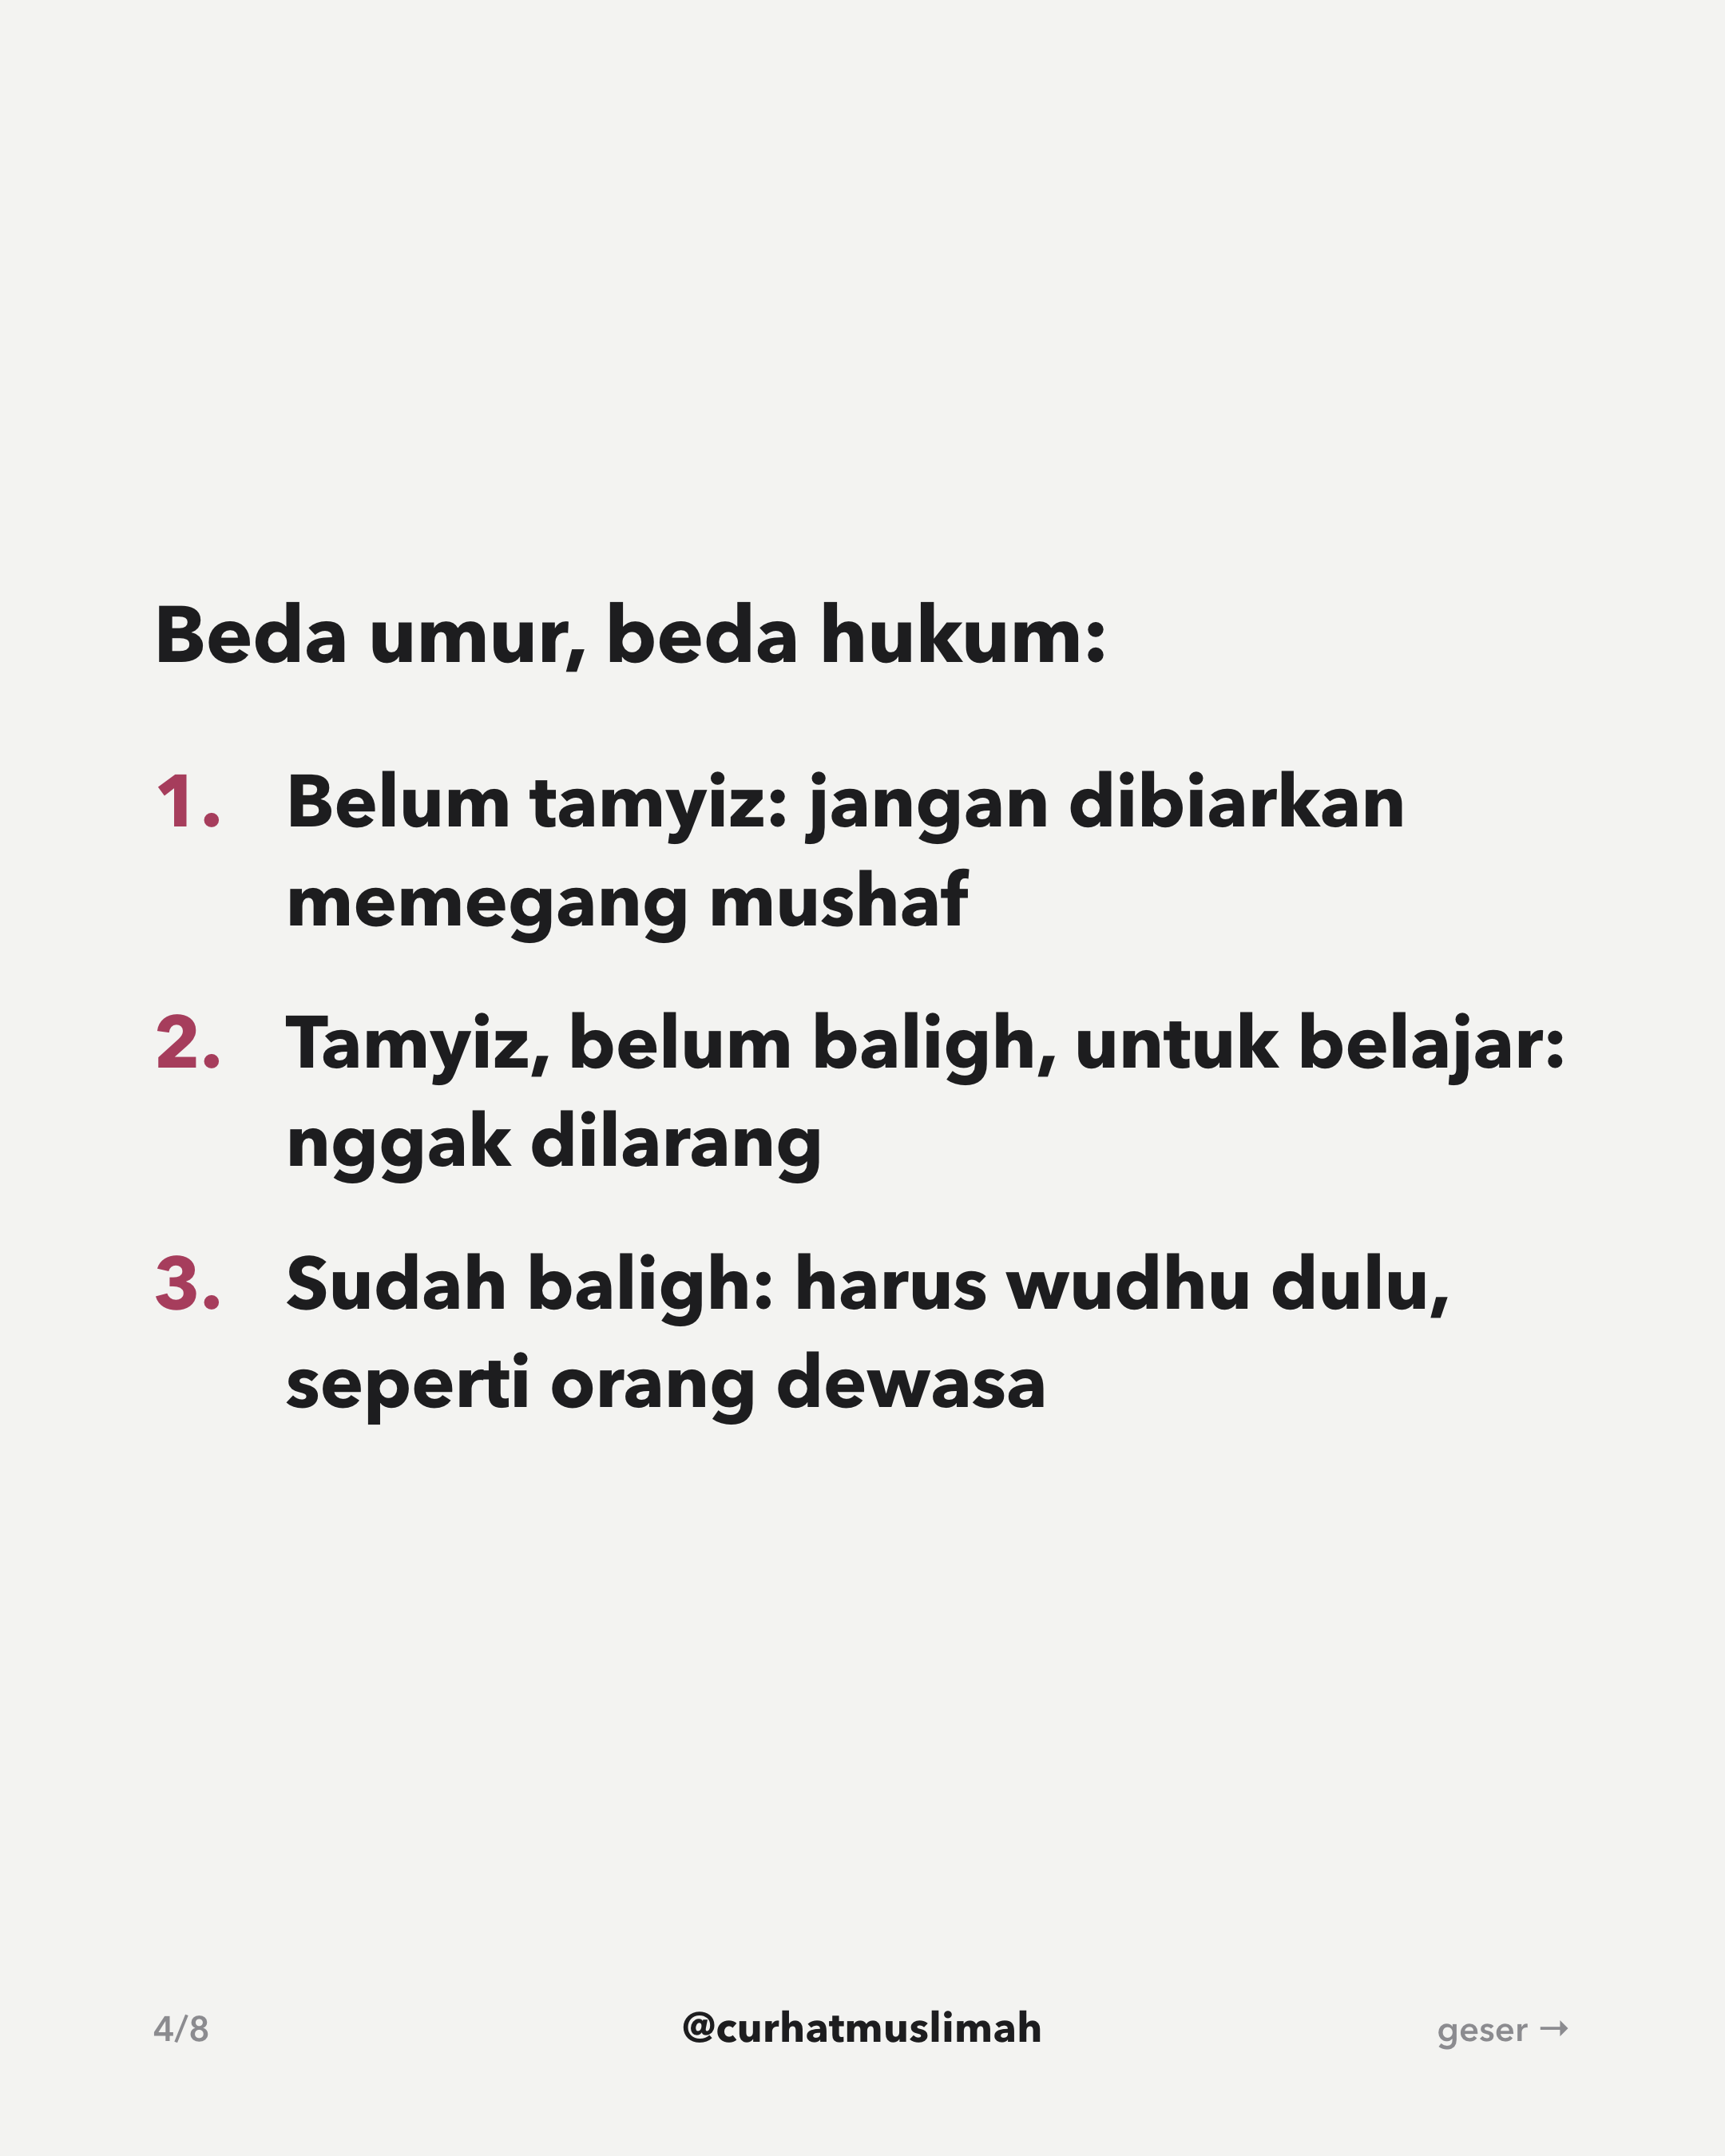 Beda umur, beda hukum:
1. Belum tamyiz: jangan dibiarkan
memegang mushaf
2. Tamyiz, belum baligh, untuk belajar:
nggak dilarang
3. Sudah baligh: harus wudhu dulu,
seperti orang dewasa
4/8 @curhatmuslimah geser →